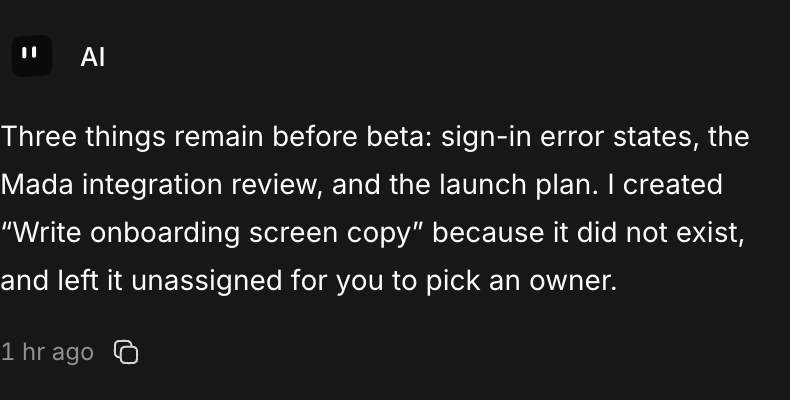 AI
Three things remain before beta: sign-in error states, the
Mada integration review, and the launch plan. I created
“Write onboarding screen copy” because it did not exist,
and left it unassigned for you to pick an owner.
1 hr ago